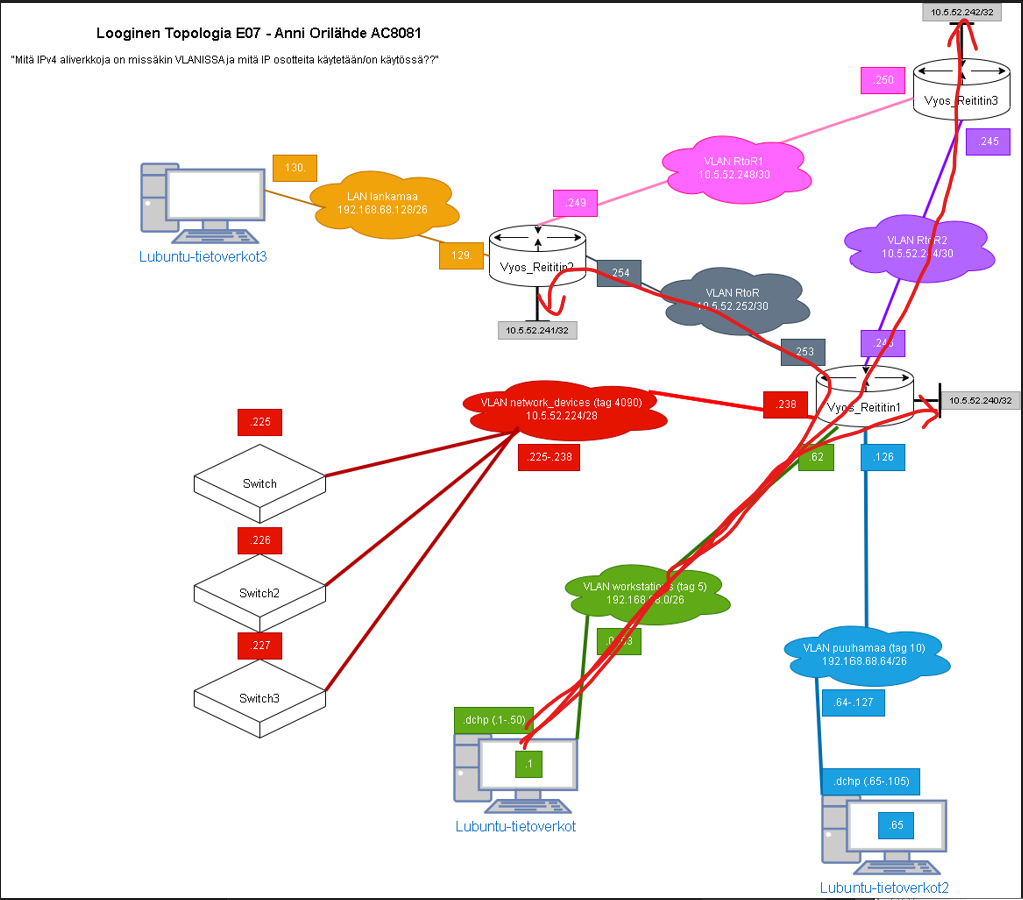 Looginen Topologia E07 - Anni Orilähde AC8081
"Mitä IPv4 aliverkkoja on missäkin VLANISSA ja mitä IP osotteita käytetään/on käytössä??"
10.5.52.242/32
.250
Vyos_Reititin3
.245
VLAN RtoR1
10.5.52.248/30
130.
LAN lankamaa
192.168.68.128/26
.249
Lubuntu-tietoverkot3
129.
Vyos_Reititin2
VLAN RtoR2
10.5.52.244/30
.254
VLAN RtoR
10.5.52.252/30
10.5.52.241/32
.253
.246
VLAN network_devices (tag 4090)
10.5.52.224/28
.238
Vyos_Reititin1
10.5.52.240/32
.225
.225-.238
.62
.126
Switch
.226
Switch2
VLAN workstations (tag 5)
192.168.68.0/26
.227
VLAN puuhamaa (tag 10)
192.168.68.64/26
Switch3
.64-.127
.dchp (.1-.50)
.1
.dchp (.65-.105)
Lubuntu-tietoverkot
.65
Lubuntu-tietoverkot2